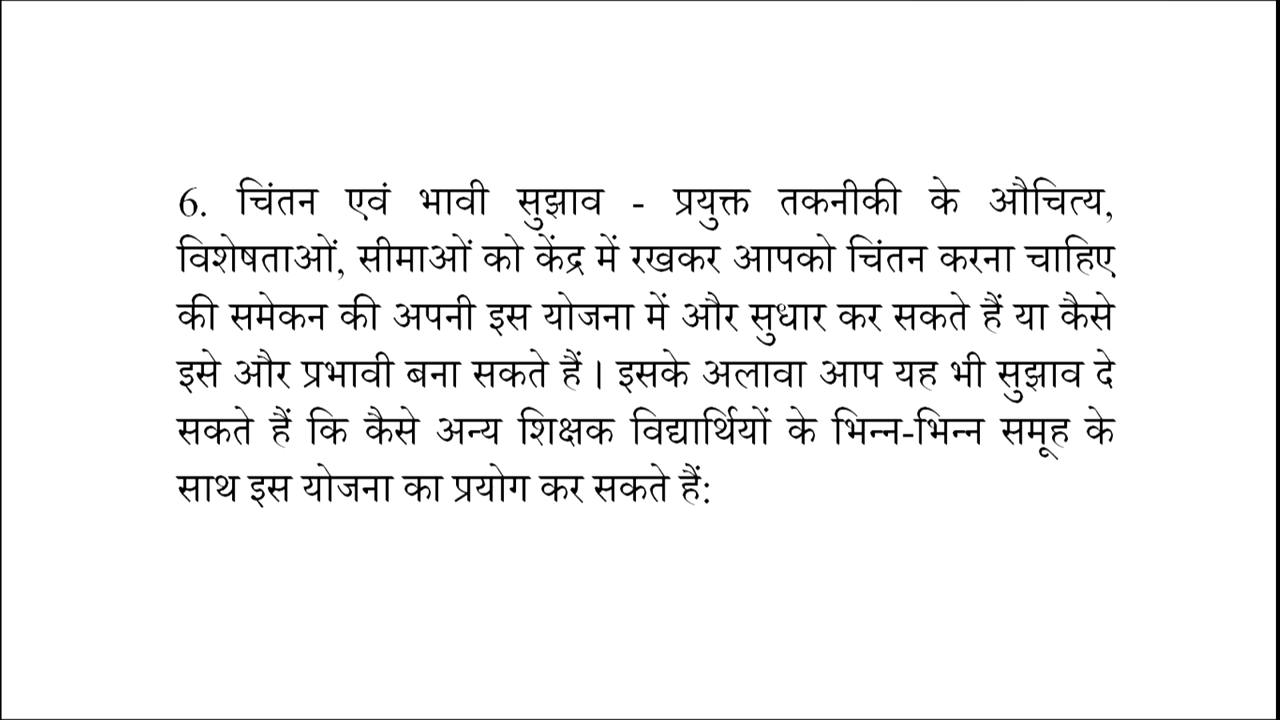 6. चिंतन एवं भावी सुझाव - प्रयुक्त तकनीकी के औचित्य,
विशेषताओं, सीमाओं को केंद्र में रखकर आपको चिंतन करना चाहिए
की समेकन की अपनी इस योजना में और सुधार कर सकते हैं या कैसे
इसे और प्रभावी बना सकते हैं। इसके अलावा आप यह भी सुझाव दे
सकते हैं कि कैसे अन्य शिक्षक विद्यार्थियों के भिन्न-भिन्न समूह के
साथ इस योजना का प्रयोग कर सकते हैं: